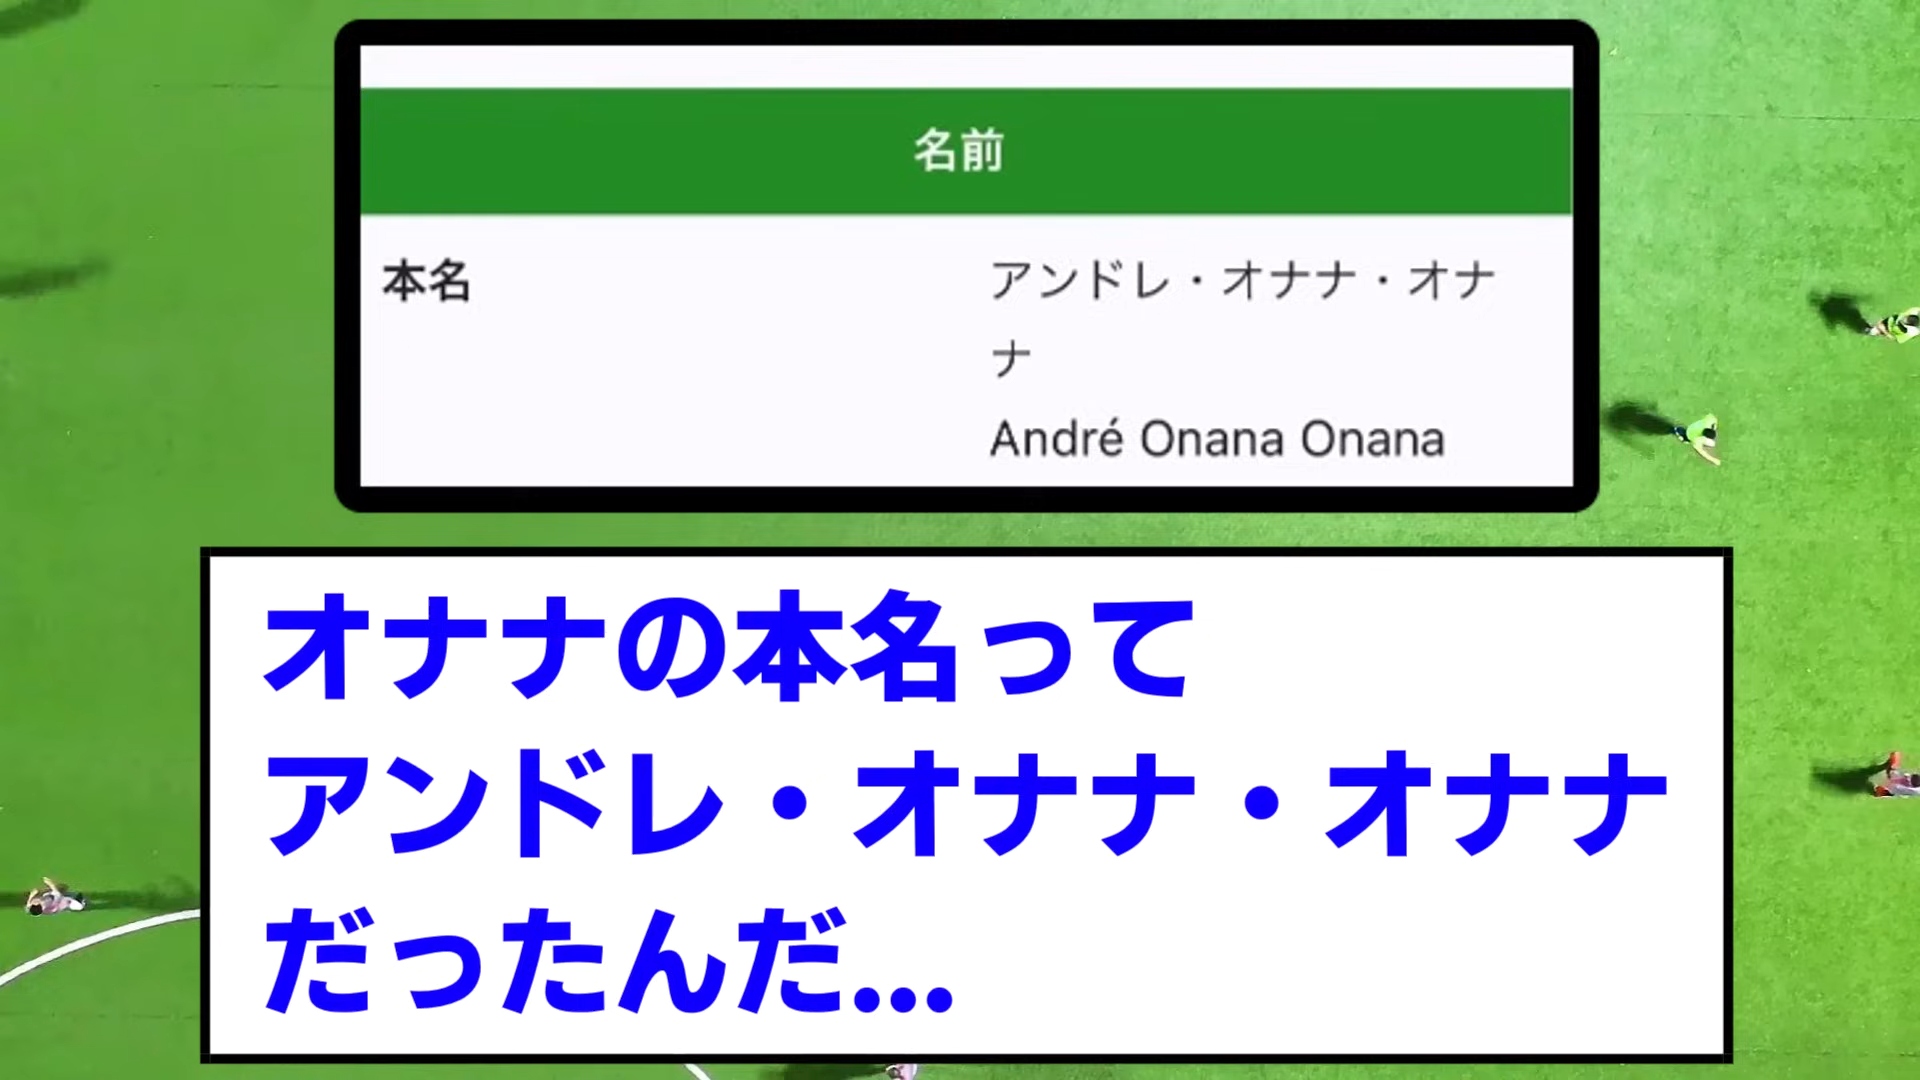 名前
本名
アンドレ・オナナ・オナ
ナ
André Onana Onana
オナナの本名って
アンドレ・オナナ・オナナ
だったんだ...